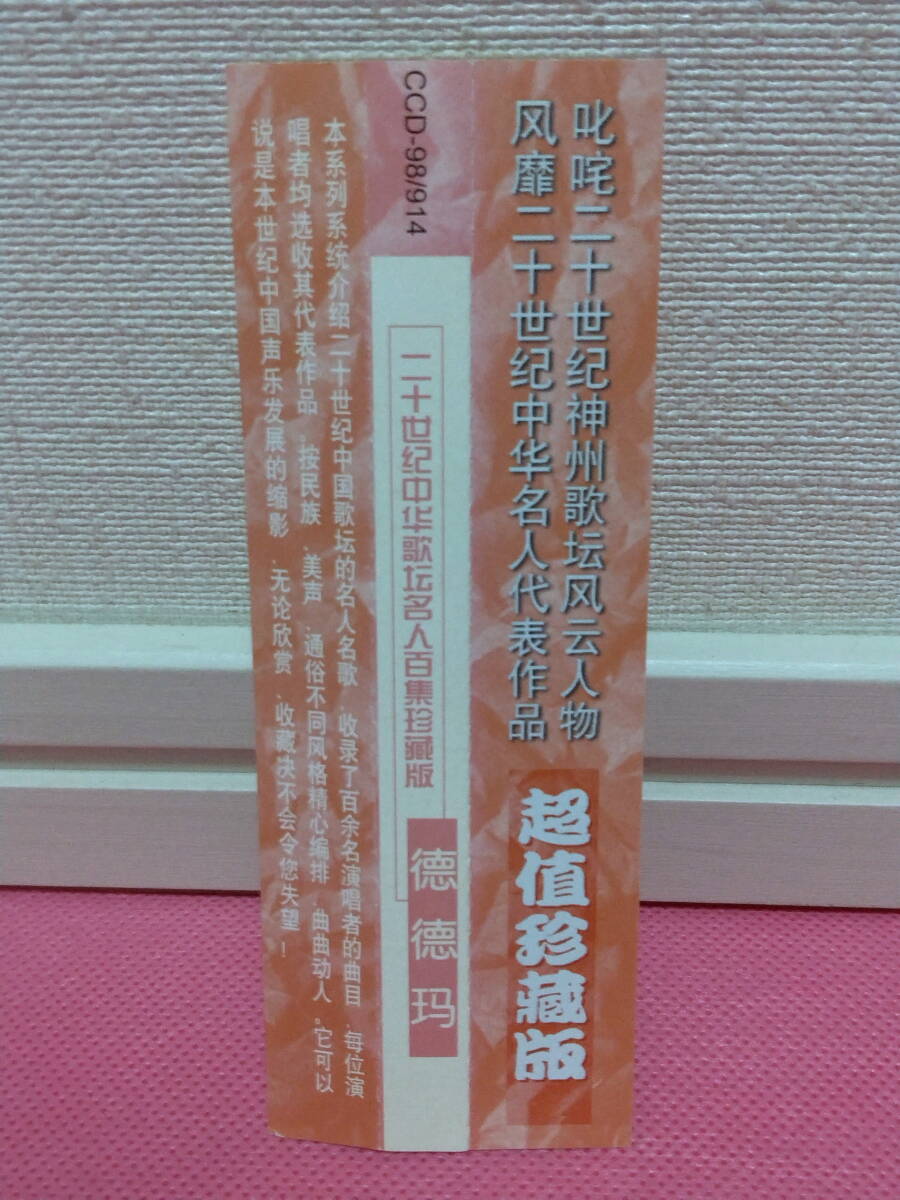 叱咤二十世纪神州歌坛风云人物
风靡二十世纪中华名人代表作品
超值珍藏版
CCD-98/914
二十世纪中华歌坛名人百集珍藏版
德德玛
本系列系统介绍二十世纪中国歌坛的名人名歌.收录了百余名演唱者的曲目.每位演
唱者均选收其代表作品.按民族.美声.通俗不同风格精心编排.曲曲动人。它可以
说是本世纪中国声乐发展的缩影.无论欣赏.收藏决不会令您失望!